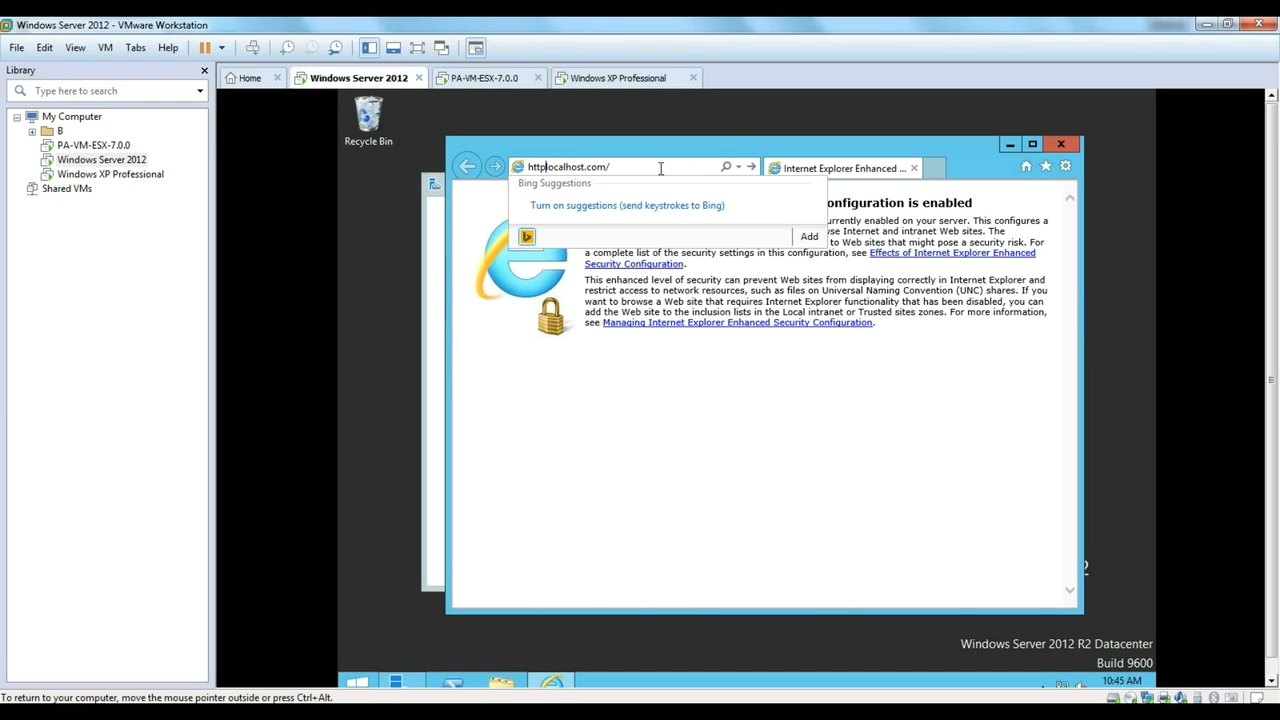 Windows Server 2012 - VMware Workstation
File Edit View VM Tabs Help
Library
Type here to search
My Computer
B
PA-VM-ESX-7.0.0
Windows Server 2012
Windows XP Professional
Shared VMs
Home Windows Server 2012 PA-VM-ESX-7.0.0 Windows XP Professional
Recycle Bin
httplocalhost.com/
Internet Explorer Enhanced ...
Bing Suggestions
Turn on suggestions (send keystrokes to Bing)
Add
onfiguration is enabled
urrently enabled on your server. This configures a
wse Internet and intranet Web sites. The
to Web sites that might pose a security risk. For
a complete list of the security settings in this configuration, see Effects of Internet Explorer Enhanced
Security Configuration.
This enhanced level of security can prevent Web sites from displaying correctly in Internet Explorer and
restrict access to network resources, such as files on Universal Naming Convention (UNC) shares. If you
want to browse a Web site that requires Internet Explorer functionality that has been disabled, you can
add the Web site to the inclusion lists in the Local intranet or Trusted sites zones. For more information,
see Managing Internet Explorer Enhanced Security Configuration.
2
Windows Server 2012 R2 Datacenter
Build 9600
10:45 AM
To return to your computer, move the mouse pointer outside or press Ctrl+Alt.